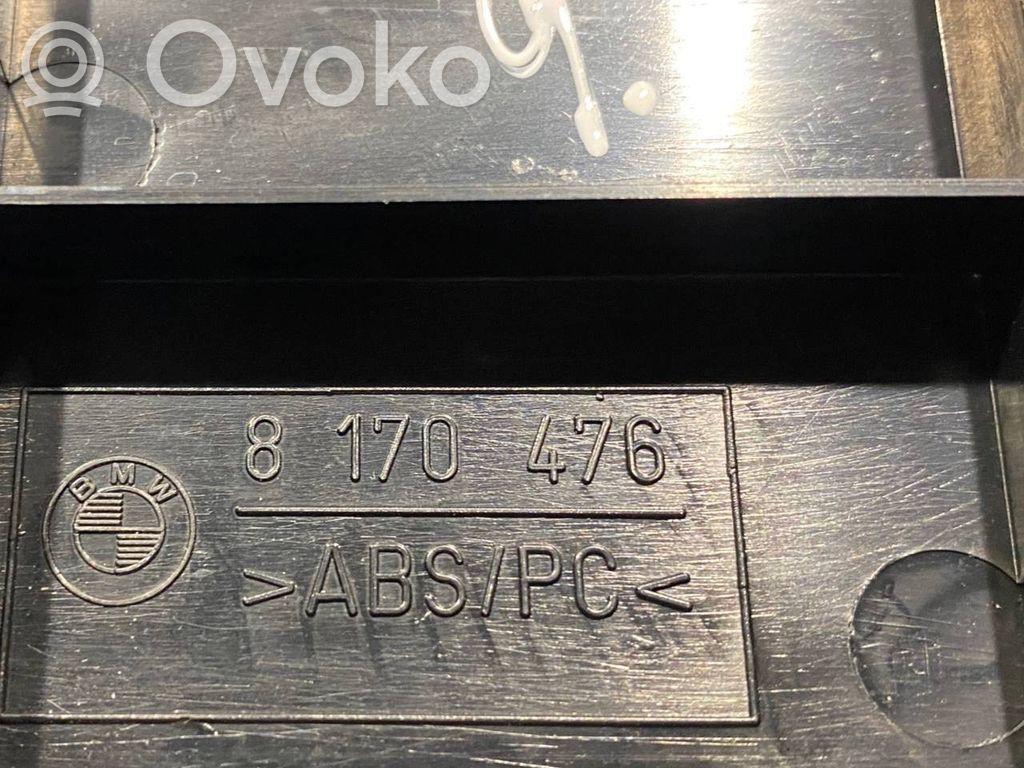 Ovoko
8 170 476
BMW
>ABS/PC<